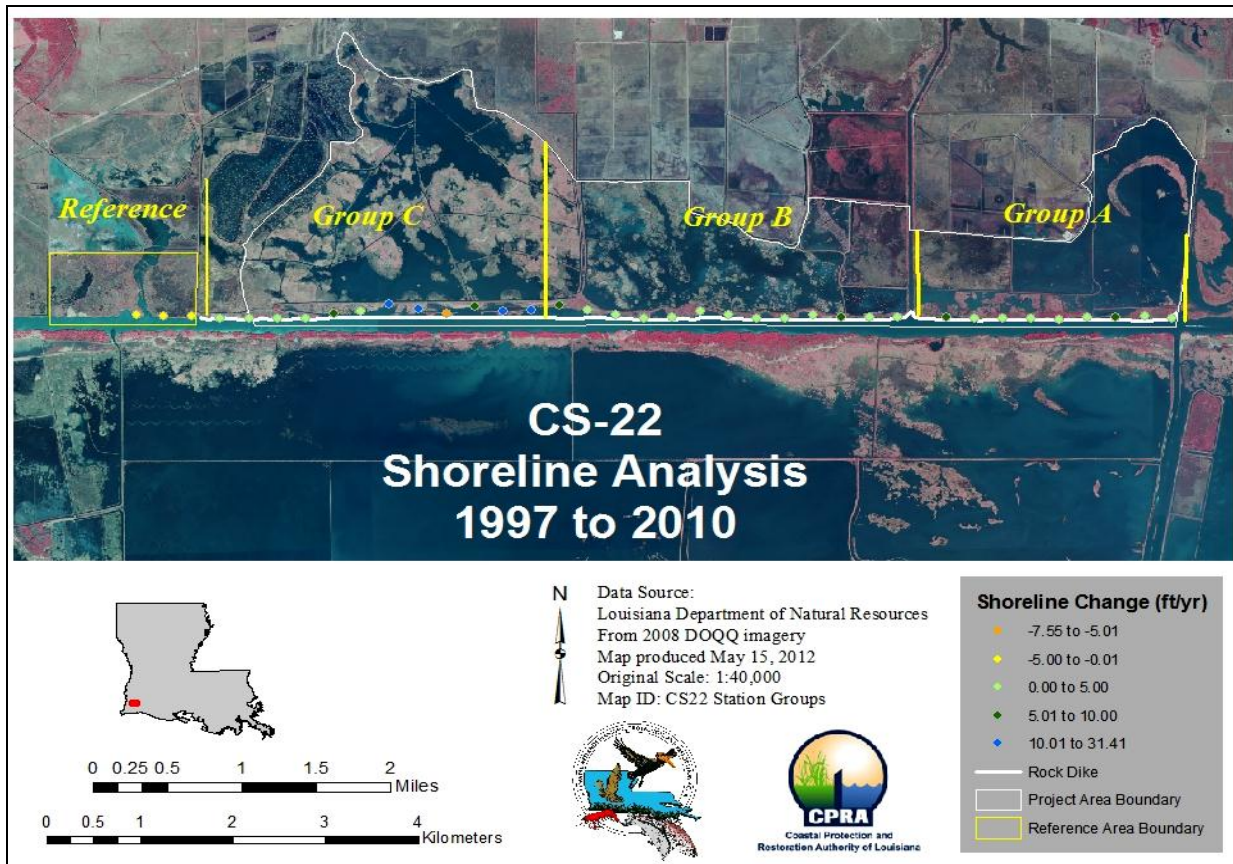 Reference
Group C
Group B
Group A
CS-22
Shoreline Analysis
1997 to 2010
N
Data Source:
Louisiana Department of Natural Resources
From 2008 DOQQ imagery
Map produced May 15, 2012
Original Scale: 1:40,000
Map ID: CS22 Station Groups
0 0.25 0.5 1 1.5 2
Miles
0 0.5 1 2 3 4
Kilometers
CPRA
Coastal Protection and
Restoration Authority of Louisiana
Shoreline Change (ft/yr)
-7.55 to -5.01
-5.00 to -0.01
0.00 to 5.00
5.01 to 10.00
10.01 to 31.41
Rock Dike
Project Area Boundary
Reference Area Boundary